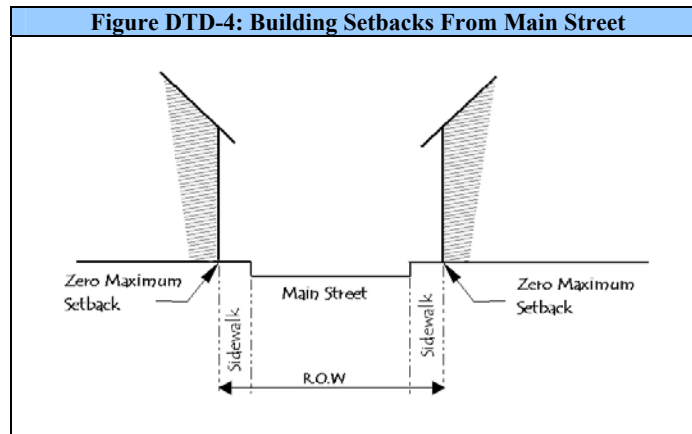 Figure DTD-4: Building Setbacks From Main Street
Zero Maximum
Setback
Main Street
Zero Maximum
Setback
Sidewalk
Sidewalk
R.O.W